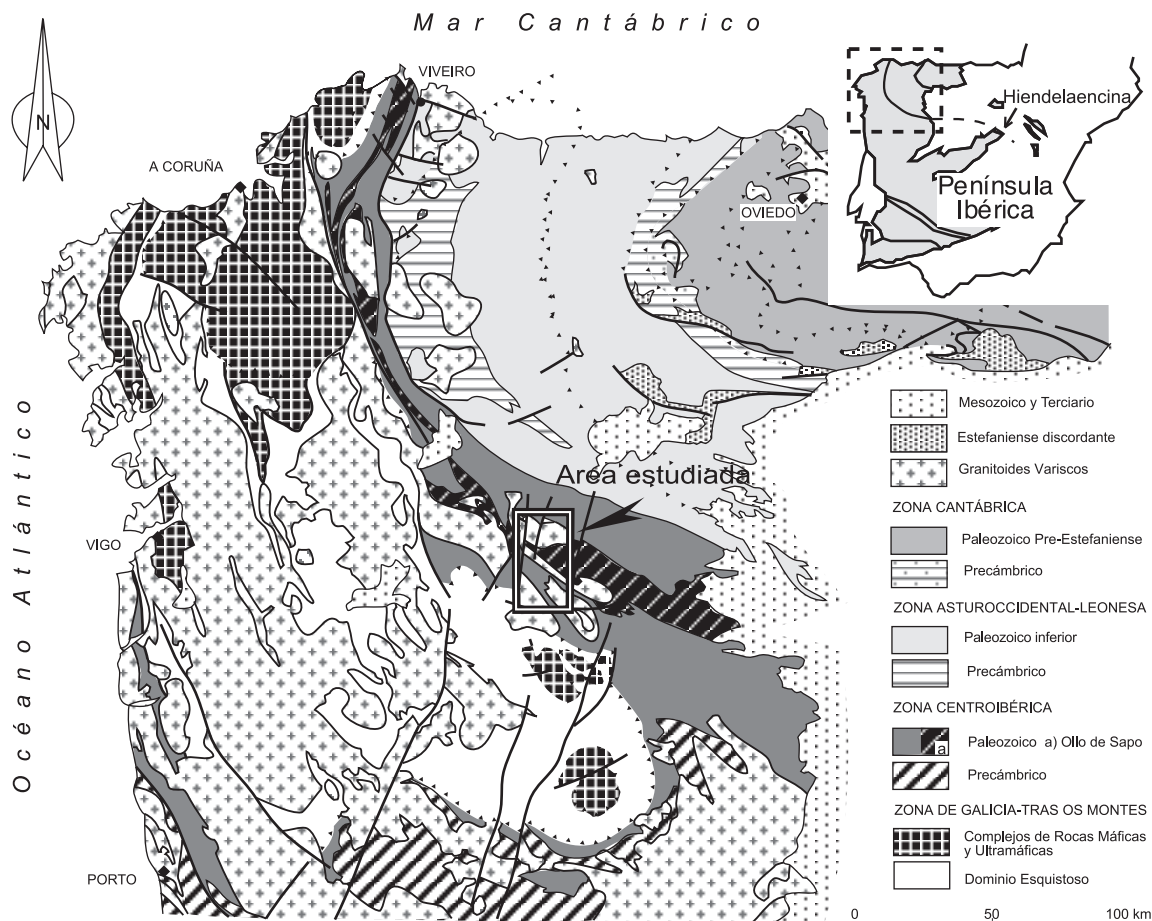 Mar Cantábrico
VIVEIRO
Hiendelaencina
N
A CORUÑA
Península
Ibérica
OVIEDO
Océano Atlántico
Area estudiada
VIGO
PORTO
Mesozoico y Terciario
Estefaniense discordante
Granitoides Variscos
ZONA CANTÁBRICA
Paleozoico Pre-Estefaniense
Precámbrico
ZONA ASTUROCCIDENTAL-LEONESA
Paleozoico inferior
Precámbrico
ZONA CENTROIBÉRICA
a
Paleozoico a) Ollo de Sapo
Precámbrico
ZONA DE GALICIA-TRAS OS MONTES
Complejos de Rocas Máficas
y Ultramáficas
Dominio Esquistoso
0 50 100 km